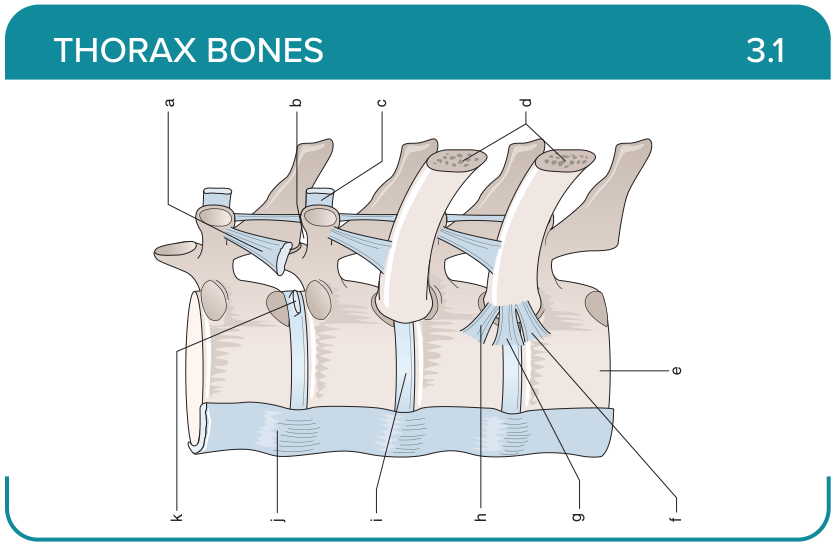 THORAX BONES 3.1
a b c d
e
k j i h g f